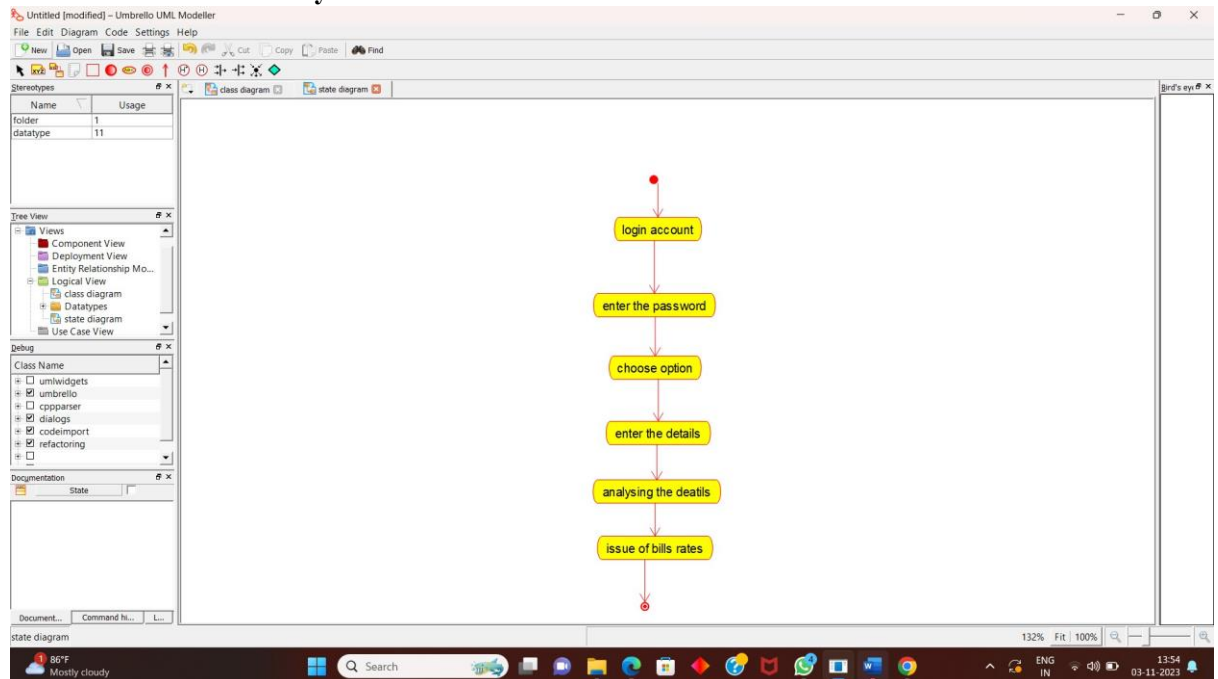 Untitled [modified] – Umbrello UML Modeller
File Edit Diagram Code Settings Help
New Open Save Cut Copy Paste Find
Stereotypes
class diagram state diagram
Bird's eye
Name Usage
folder 1
datatype 11
Tree View
Views
Component View
Deployment View
Entity Relationship Mo...
Logical View
class diagram
Datatypes
state diagram
Use Case View
Debug
Class Name
umlwidgets
umbrello
cppparser
dialogs
codeimport
refactoring
Documentation
State
Document... Command hi... L...
login account
enter the password
choose option
enter the details
analysing the deatils
issue of bills rates
state diagram
132% Fit 100%
1
86°F
Mostly cloudy
Search
ENG
IN
13:54
03-11-2023